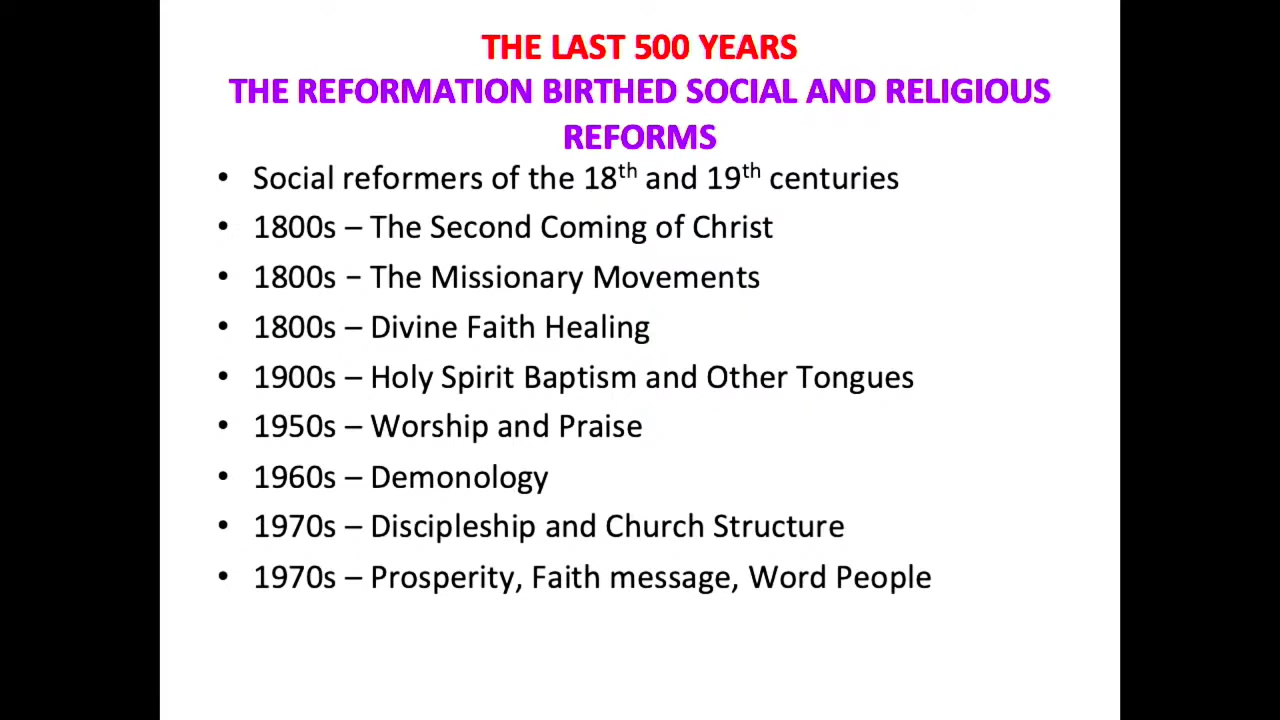 THE LAST 500 YEARS
THE REFORMATION BIRTHED SOCIAL AND RELIGIOUS
REFORMS
• Social reformers of the 18th and 19th centuries
• 1800s – The Second Coming of Christ
• 1800s – The Missionary Movements
• 1800s – Divine Faith Healing
• 1900s – Holy Spirit Baptism and Other Tongues
• 1950s – Worship and Praise
• 1960s – Demonology
• 1970s – Discipleship and Church Structure
• 1970s – Prosperity, Faith message, Word People